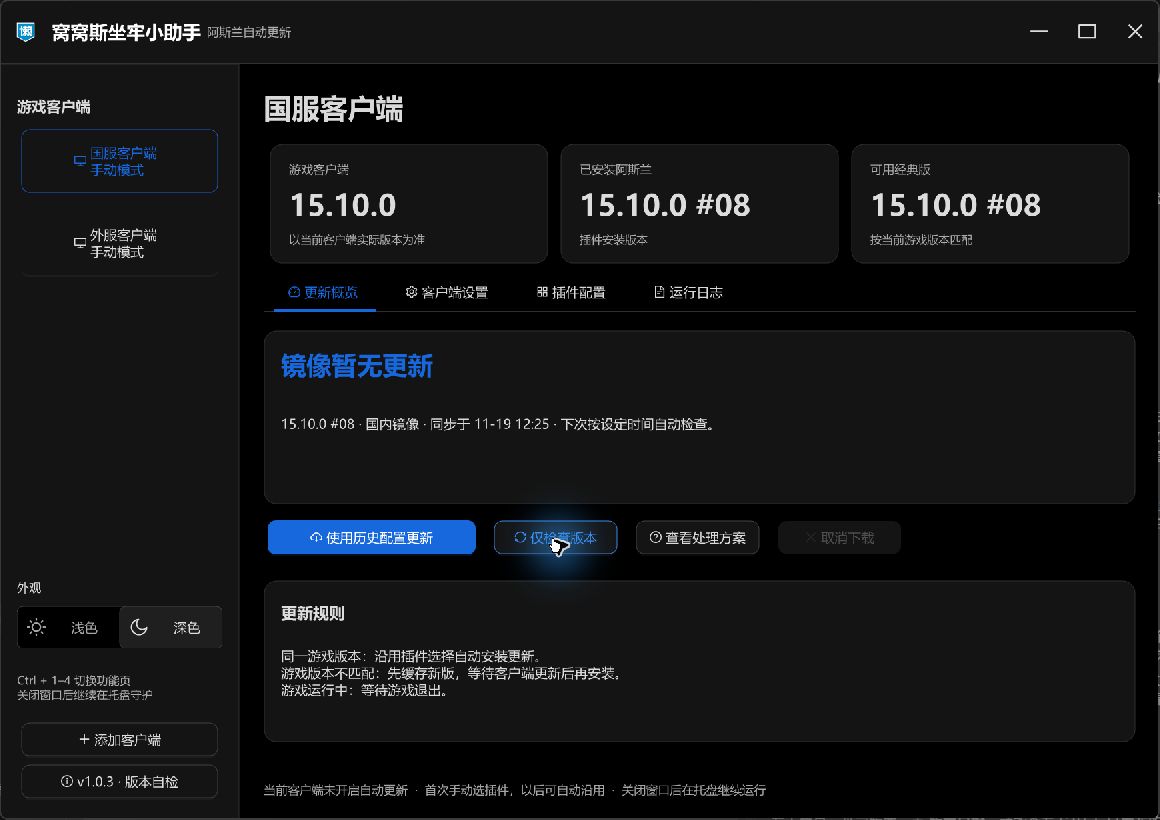 懒
窝窝斯坐牢小助手 阿斯兰自动更新
游戏客户端
国服客户端
手动模式
外服客户端
手动模式
外观
浅色 深色
Ctrl + 1–4 切换功能页
关闭窗口后继续在托盘守护
+ 添加客户端
v1.0.3 · 版本自检
国服客户端
游戏客户端
15.10.0
以当前客户端实际版本为准
已安装阿斯兰
15.10.0 #08
插件安装版本
可用经典版
15.10.0 #08
按当前游戏版本匹配
更新概览 客户端设置 插件配置 运行日志
镜像暂无更新
15.10.0 #08 · 国内镜像 · 同步于 11-19 12:25 · 下次按设定时间自动检查。
使用历史配置更新 仅检查版本 查看处理方案 取消下载
更新规则
同一游戏版本：沿用插件选择自动安装更新。
游戏版本不匹配：先缓存新版，等待客户端更新后再安装。
游戏运行中：等待游戏退出。
当前客户端未开启自动更新 · 首次手动选插件，以后可自动沿用 · 关闭窗口后在托盘继续运行